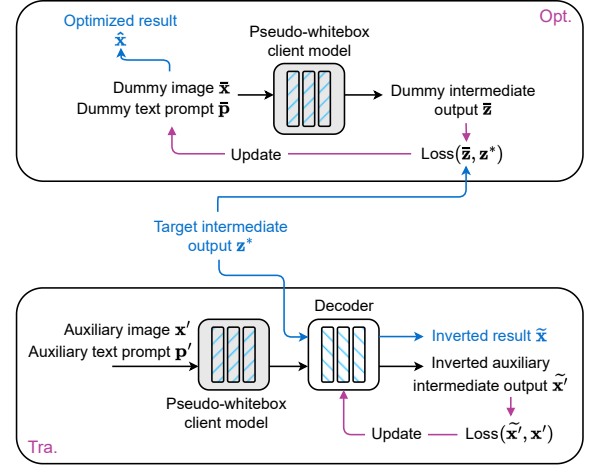 Optimized result
x̂
Pseudo-whitebox
client model
Opt.
Dummy image x̄
Dummy text prompt p̄
Dummy intermediate
output z̄
Update
Loss(z̄, z*)
Target intermediate
output z*
Decoder
Auxiliary image x′
Auxiliary text prompt p′
Inverted result x̃
Inverted auxiliary
intermediate output x̃′
Pseudo-whitebox
client model
Update
Loss(x̃′, x′)
Tra.